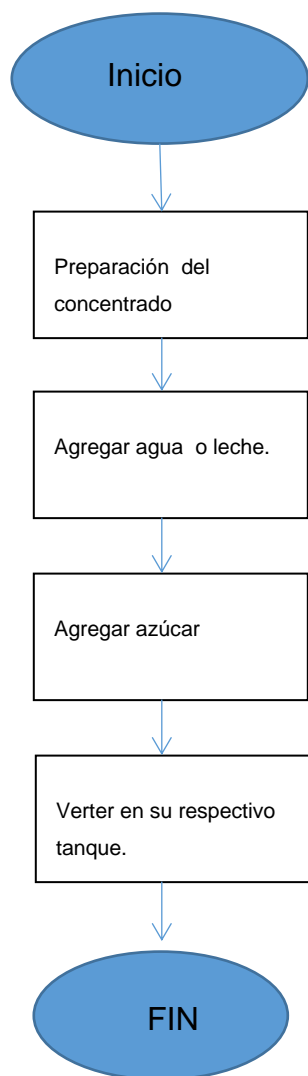 Inicio
Preparación del
concentrado
Agregar agua o leche.
Agregar azúcar
Verter en su respectivo
tanque.
FIN